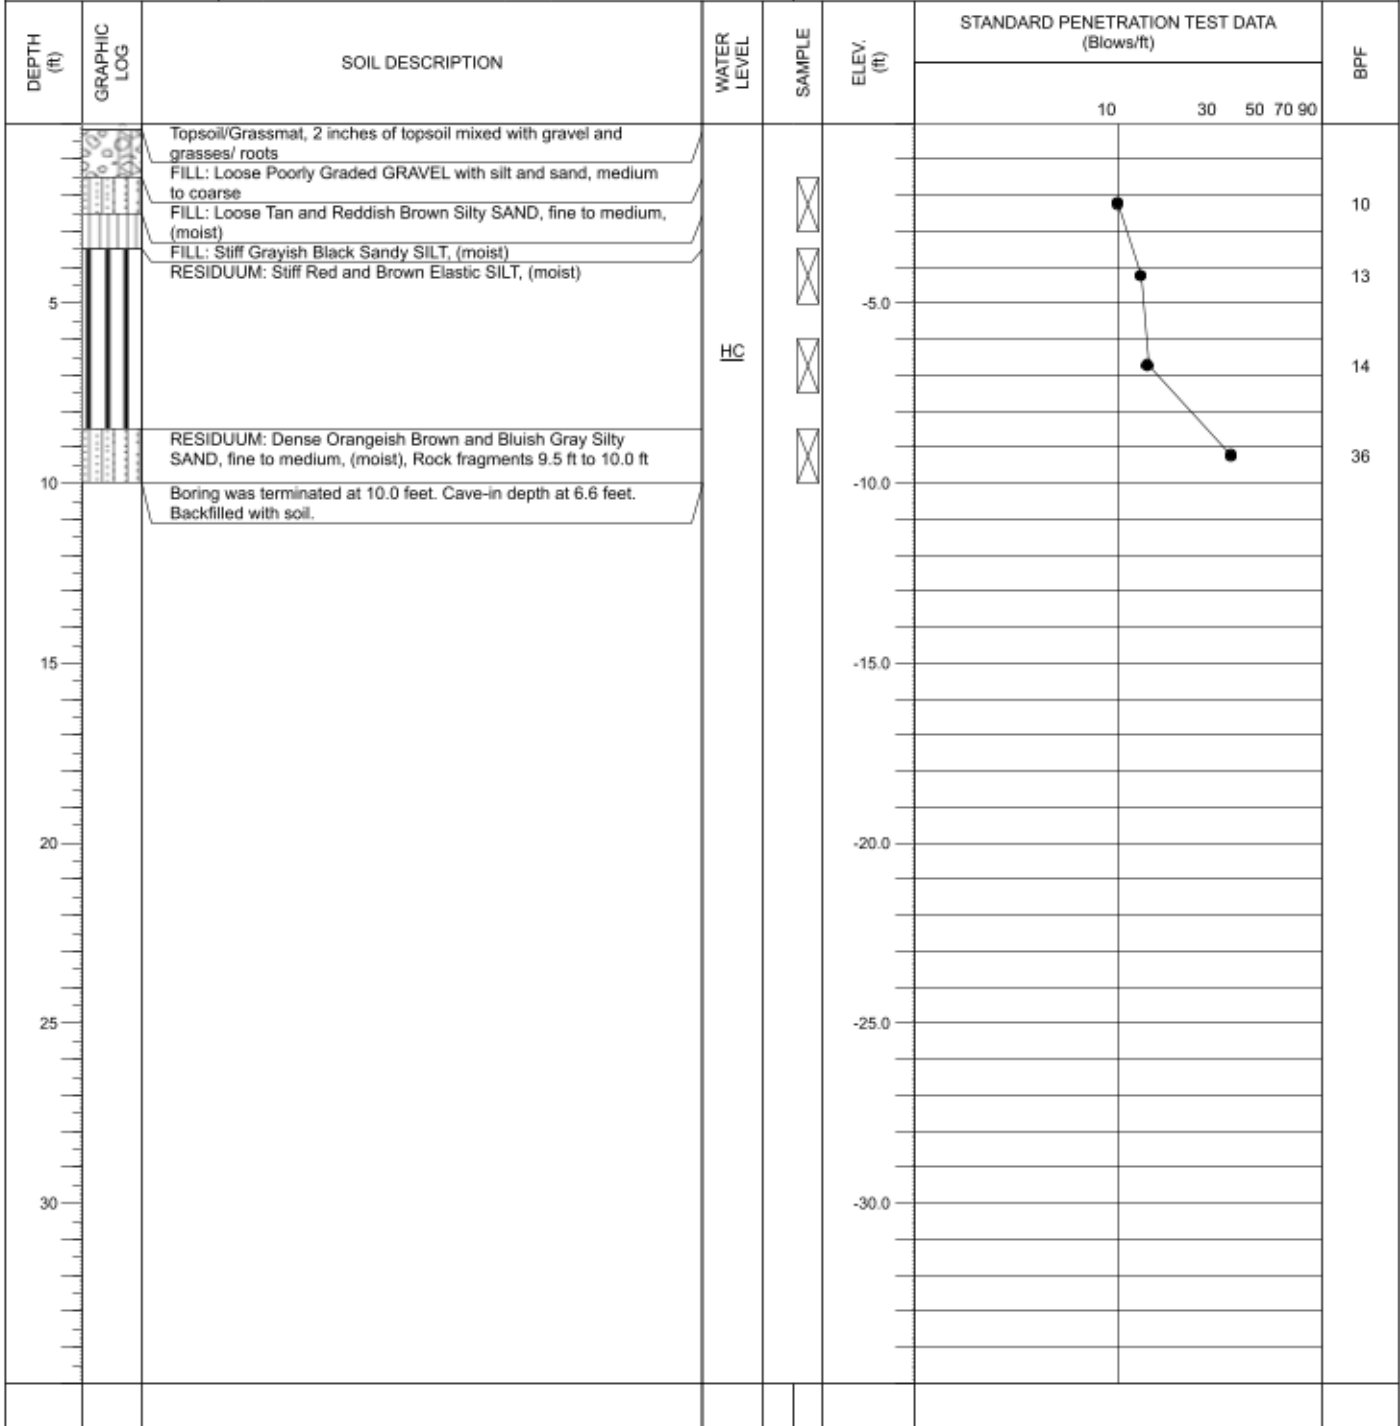 DEPTH
(ft)
GRAPHIC
LOG
SOIL DESCRIPTION
WATER
LEVEL
SAMPLE
ELEV.
(ft)
STANDARD PENETRATION TEST DATA
(Blows/ft)
10 30 50 70 90
BPF
Topsoil/Grassmat, 2 inches of topsoil mixed with gravel and
grasses/ roots
FILL: Loose Poorly Graded GRAVEL with silt and sand, medium
to coarse
FILL: Loose Tan and Reddish Brown Silty SAND, fine to medium,
(moist)
FILL: Stiff Grayish Black Sandy SILT, (moist)
RESIDUUM: Stiff Red and Brown Elastic SILT, (moist)
RESIDUUM: Dense Orangeish Brown and Bluish Gray Silty
SAND, fine to medium, (moist), Rock fragments 9.5 ft to 10.0 ft
Boring was terminated at 10.0 feet. Cave-in depth at 6.6 feet.
Backfilled with soil.
5
10
15
20
25
30
HC
-5.0
-10.0
-15.0
-20.0
-25.0
-30.0
10
13
14
36